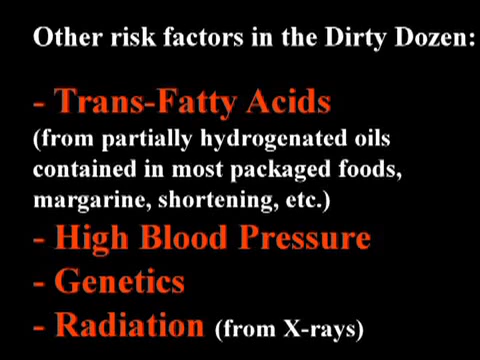 Other risk factors in the Dirty Dozen:
- Trans-Fatty Acids
(from partially hydrogenated oils
contained in most packaged foods,
margarine, shortening, etc.)
- High Blood Pressure
- Genetics
- Radiation (from X-rays)